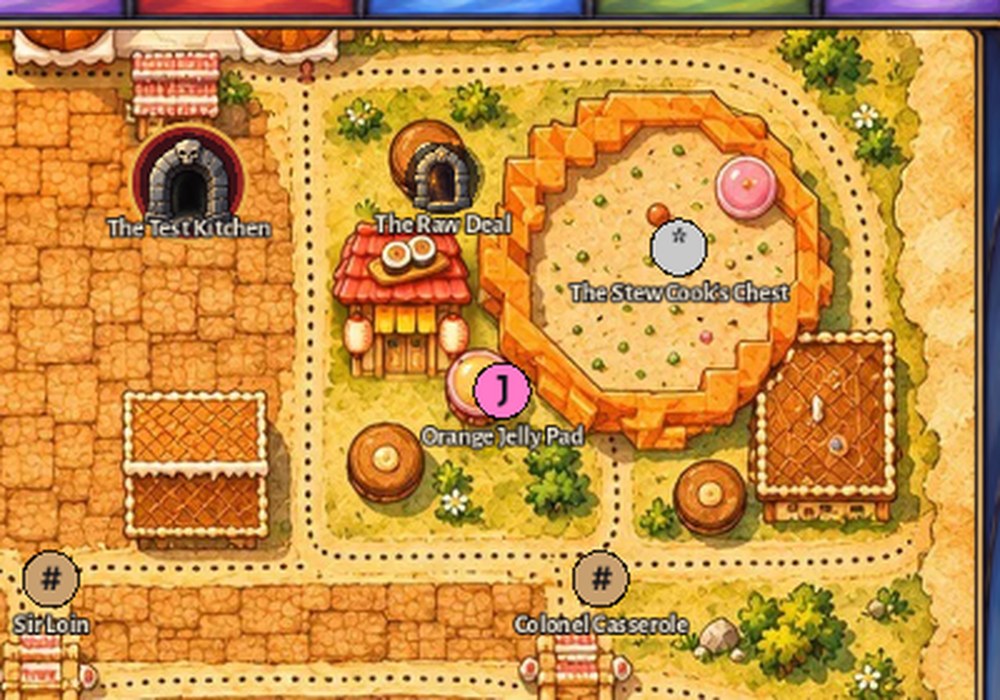 The Raw Deal
The Test Kitchen
*
The Stew Cook's Chest
J
Orange Jelly Pad
#
#
Sir Loin
Colonel Casserole